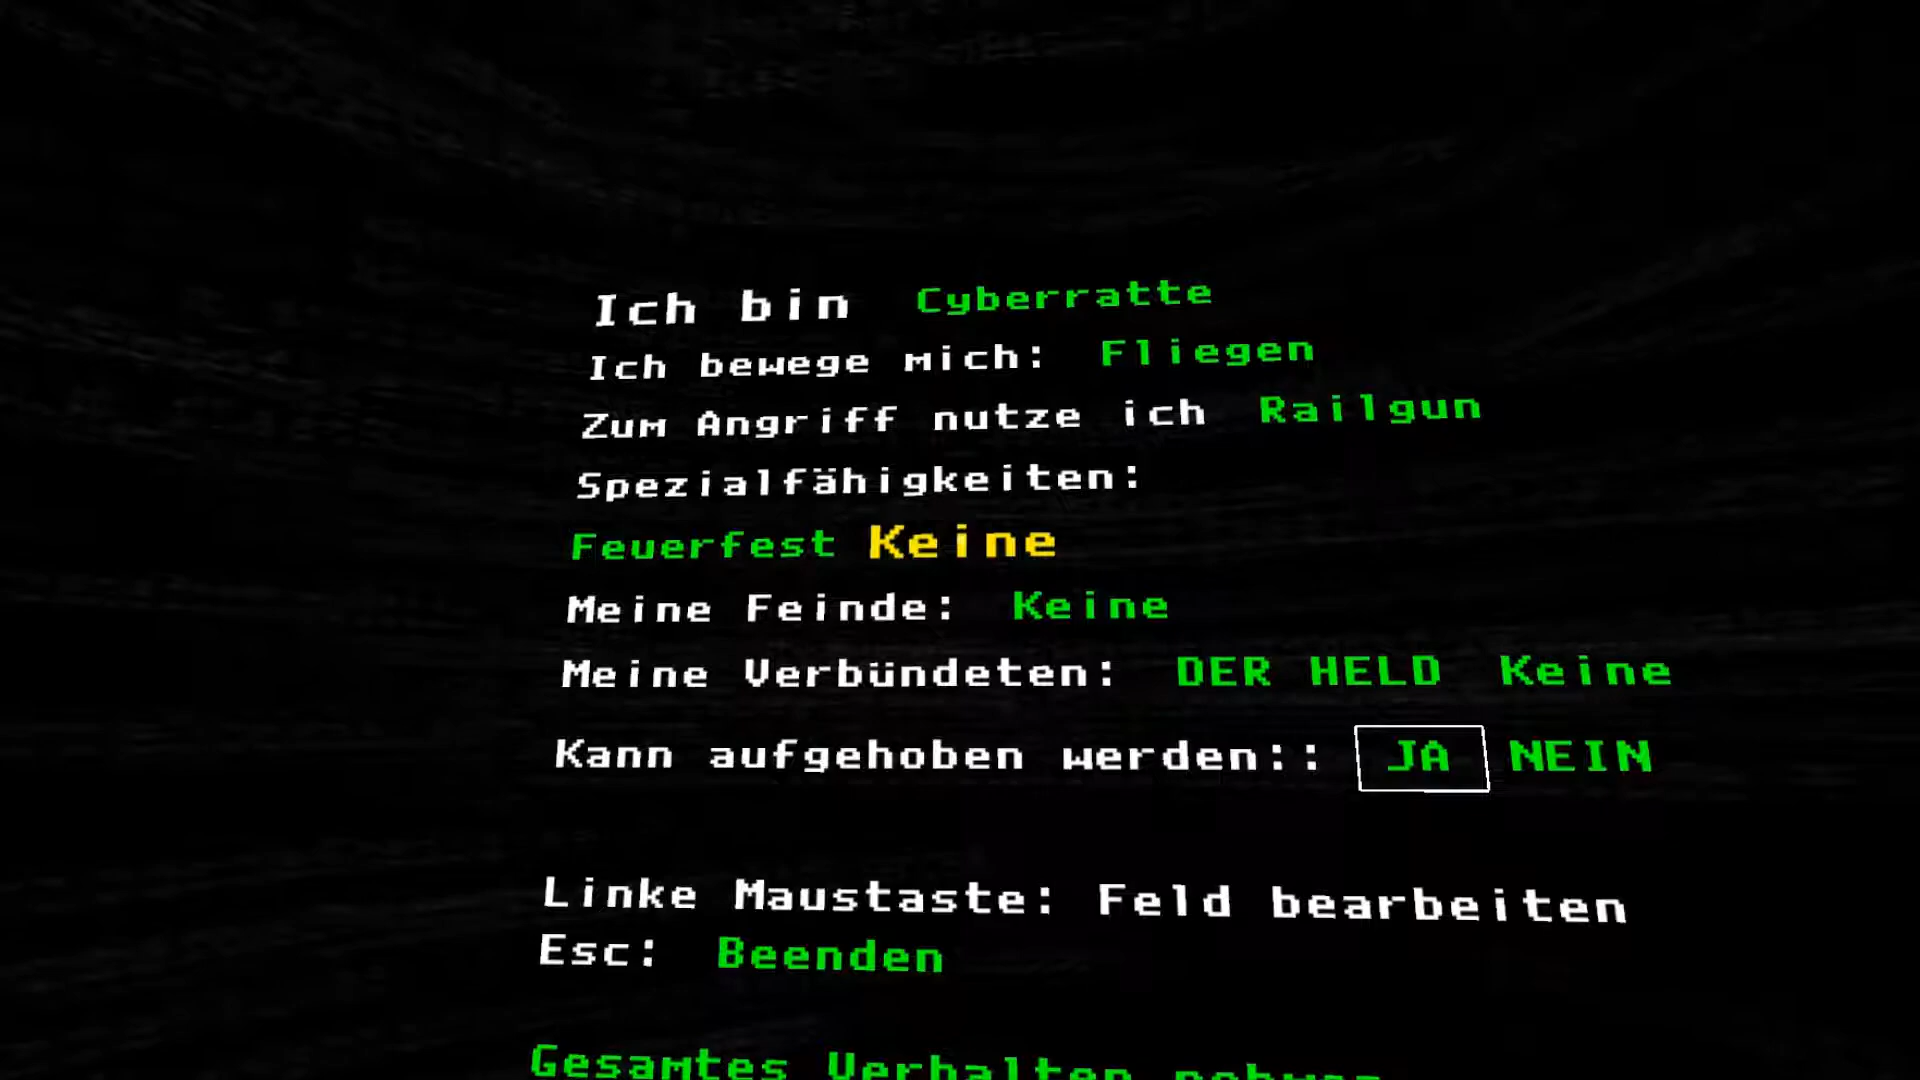 Ich bin Cyberratte
Ich bewege mich: Fliegen
Zum Angriff nutze ich Railgun
Spezialfähigkeiten:
Feuerfest Keine
Meine Feinde: Keine
Meine Verbündeten: DER HELD Keine
Kann aufgehoben werden:: JA NEIN
Linke Maustaste: Feld bearbeiten
Esc: Beenden
Gesamtes Verhalten